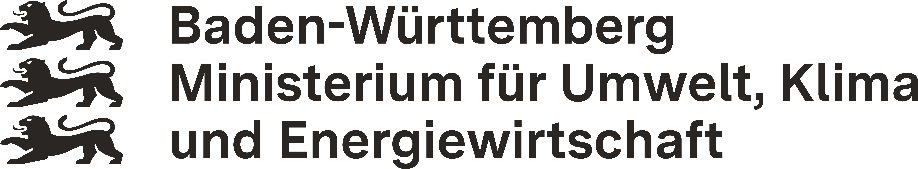 Baden-Württemberg
Ministerium für Umwelt, Klima
und Energiewirtschaft